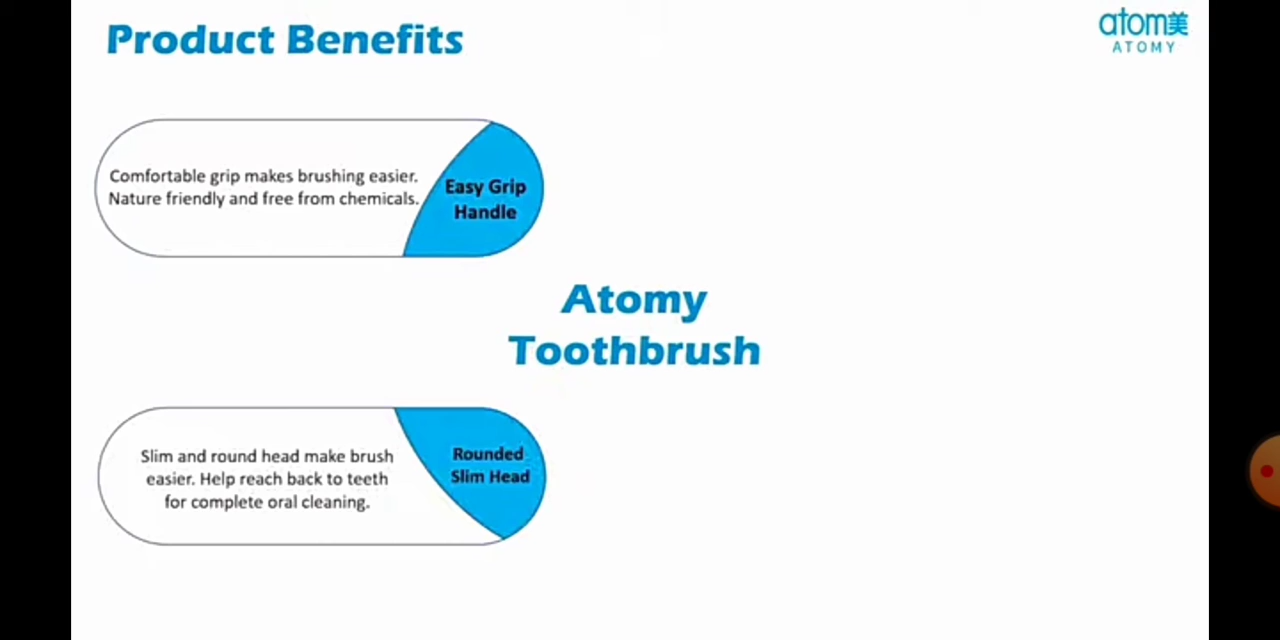 Product Benefits
atom美
ATOMY
Comfortable grip makes brushing easier.
Nature friendly and free from chemicals.
Easy Grip
Handle
Atomy
Toothbrush
Slim and round head make brush
easier. Help reach back to teeth
for complete oral cleaning.
Rounded
Slim Head